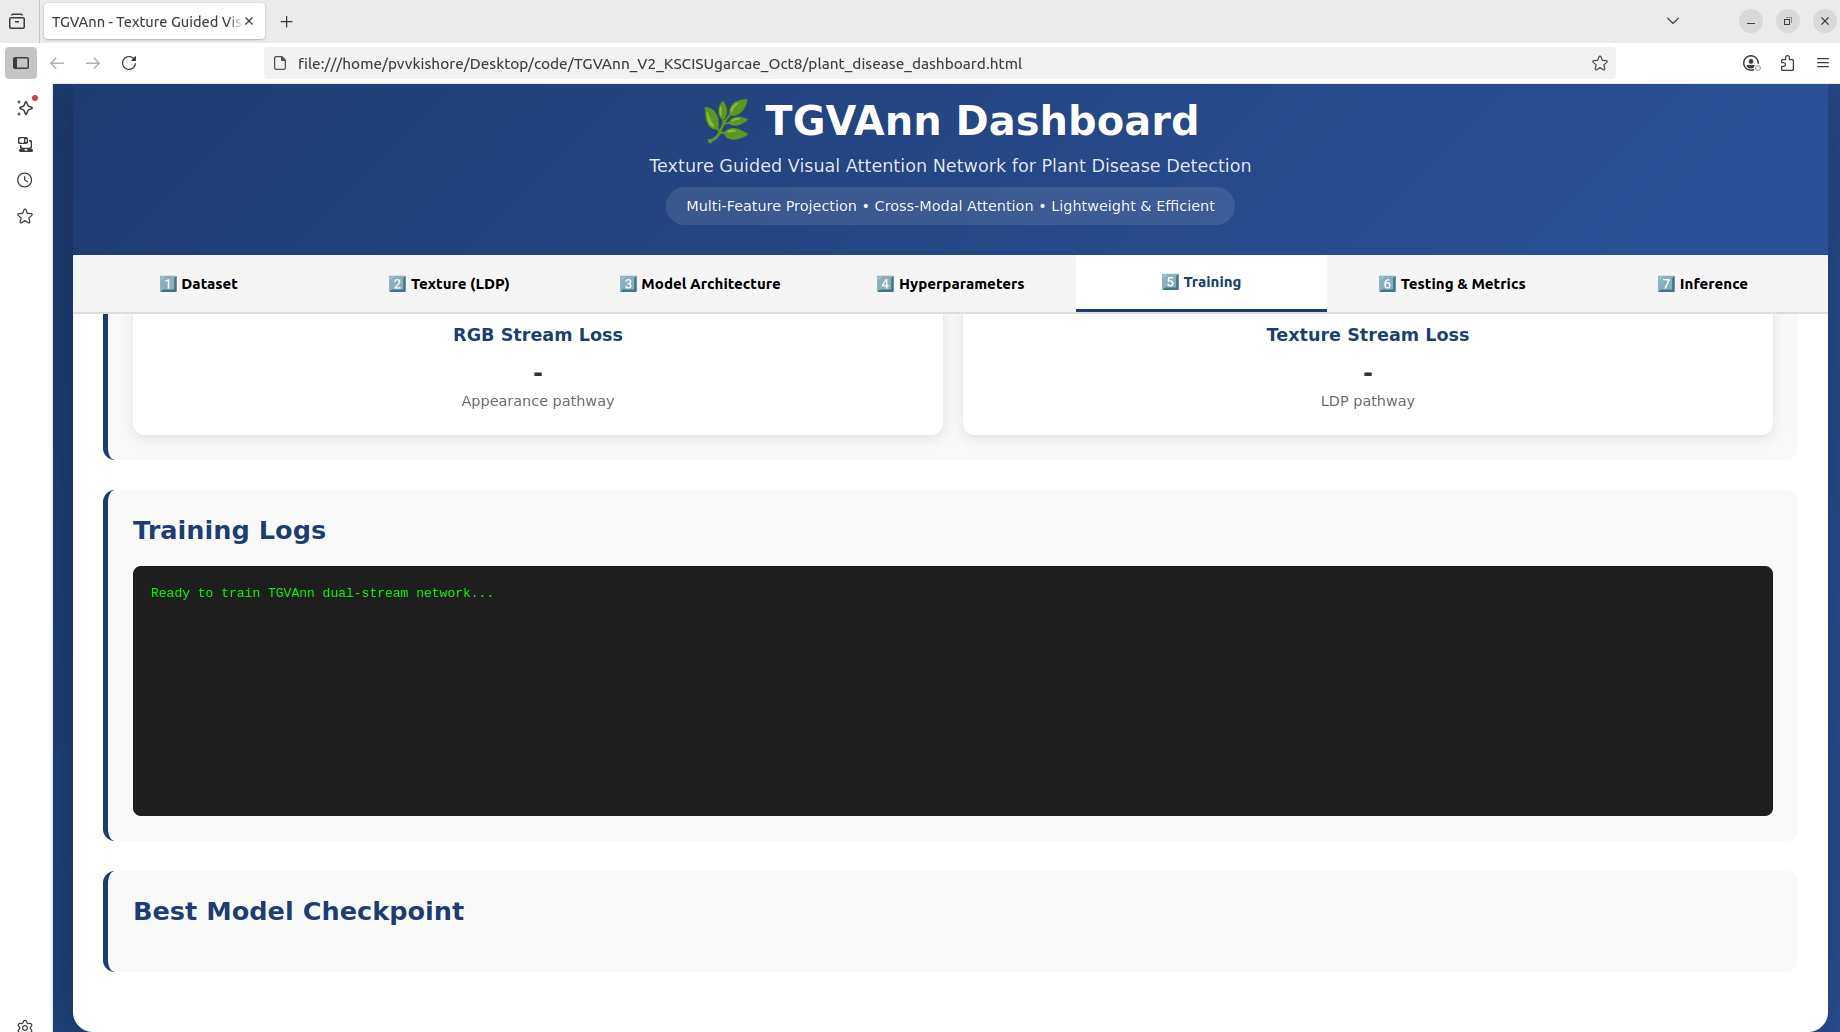 TGVAnn - Texture Guided Vis
file:///home/pvvkishore/Desktop/code/TGVAnn_V2_KSCISUgarcae_Oct8/plant_disease_dashboard.html
🌿 TGVAnn Dashboard
Texture Guided Visual Attention Network for Plant Disease Detection
Multi-Feature Projection • Cross-Modal Attention • Lightweight & Efficient
1️⃣ Dataset
2️⃣ Texture (LDP)
3️⃣ Model Architecture
4️⃣ Hyperparameters
5️⃣ Training
6️⃣ Testing & Metrics
7️⃣ Inference
RGB Stream Loss
-
Appearance pathway
Texture Stream Loss
-
LDP pathway
Training Logs
Ready to train TGVAnn dual-stream network...
Best Model Checkpoint